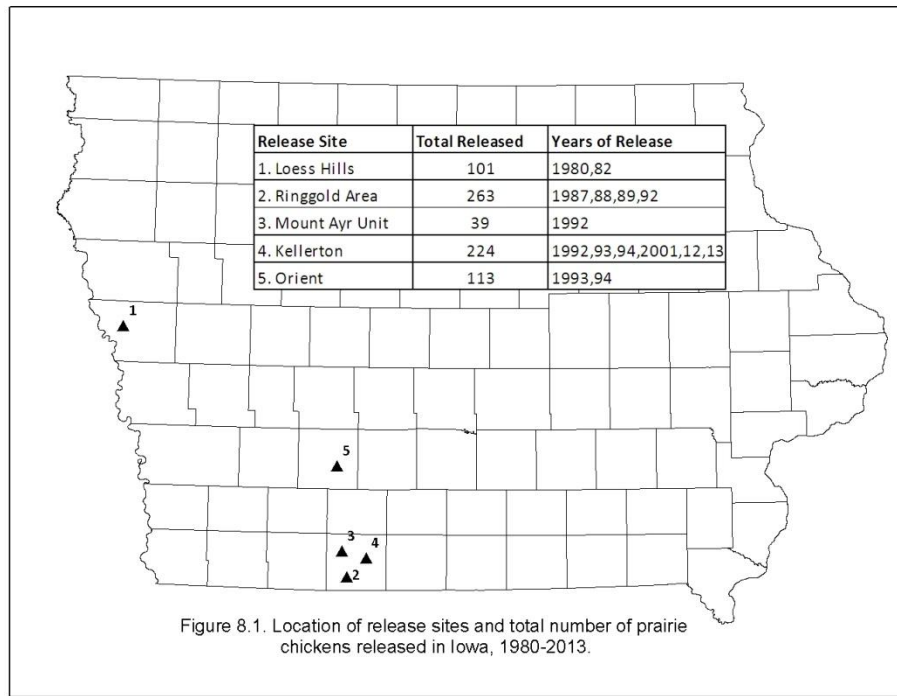 Release Site Total Released Years of Release
1. Loess Hills 101 1980,82
2. Ringgold Area 263 1987,88,89,92
3. Mount Ayr Unit 39 1992
4. Kellerton 224 1992,93,94,2001,12,13
5. Orient 113 1993,94
1
5
3
4
2
Figure 8.1. Location of release sites and total number of prairie
chickens released in Iowa, 1980-2013.